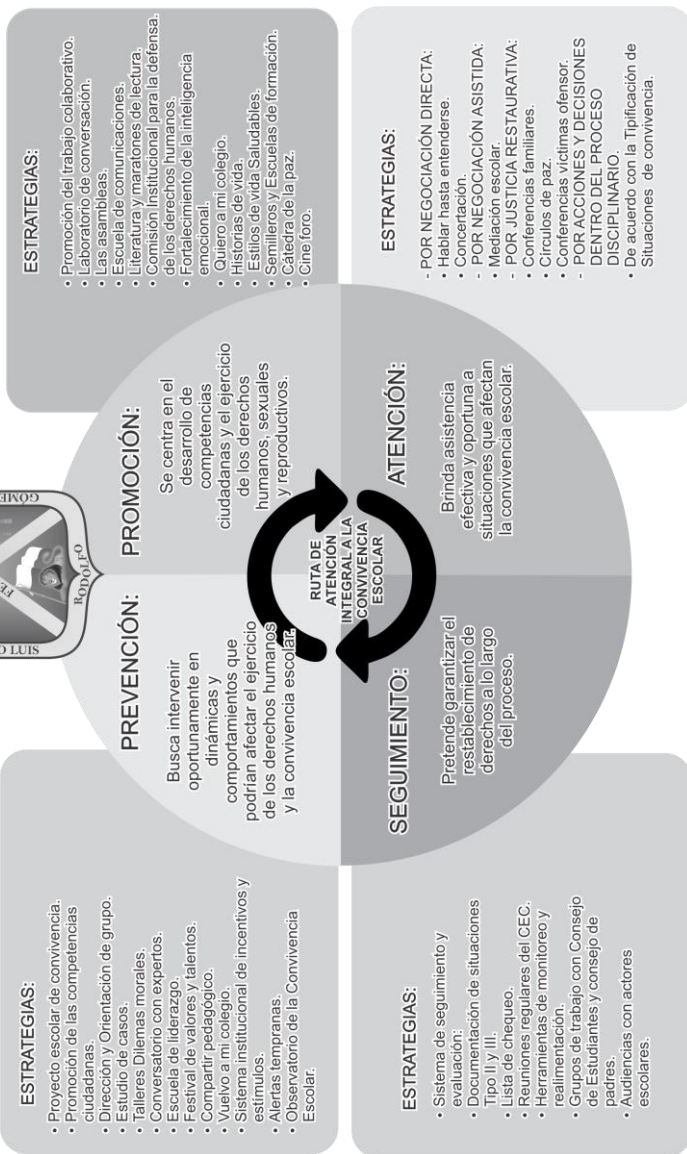 GÓME
FE
O LUIS
RODOLFO
ESTRATEGIAS:
• Proyecto escolar de convivencia.
• Promoción de las competencias
ciudadanas.
• Dirección y Orientación de grupo.
• Estudio de casos.
• Talleres Dilemas morales.
• Conversatorio con expertos.
• Escuela de liderazgo.
• Festival de valores y talentos.
• Compartir pedagógico.
• Vuelvo a mi colegio.
• Sistema institucional de incentivos y
estímulos.
• Alertas tempranas.
• Observatorio de la Convivencia
Escolar.
PREVENCIÓN:
Busca intervenir
oportunamente en
dinámicas y
comportamientos que
podrían afectar el ejercicio
de los derechos humanos
y la convivencia escolar.
PROMOCIÓN:
Se centra en el
desarrollo de
competencias
ciudadanas y el ejercicio
de los derechos
humanos, sexuales
y reproductivos.
ESTRATEGIAS:
• Promoción del trabajo colaborativo.
• Laboratorio de conversación.
• Las asambleas.
• Escuela de comunicaciones.
• Literatura y maratones de lectura.
• Comisión Institucional para la defensa.
de los derechos humanos.
• Fortalecimiento de la inteligencia
emocional.
• Quiero a mi colegio.
• Historias de vida.
• Estilos de vida Saludables.
• Semilleros y Escuelas de formación.
• Cátedra de la paz.
• Cine foro.
RUTA DE
ATENCIÓN
INTEGRAL A LA
CONVIVENCIA
ESCOLAR
ESTRATEGIAS:
• Sistema de seguimiento y
evaluación:
• Documentación de situaciones
Tipo II y III.
• Lista de chequeo.
• Reuniones regulares del CEC.
• Herramientas de monitoreo y
realimentación.
• Grupos de trabajo con Consejo
de Estudiantes y consejo de
padres.
• Audiencias con actores
escolares.
SEGUIMIENTO:
Pretende garantizar el
restablecimiento de
derechos a lo largo
del proceso.
ATENCIÓN:
Brinda asistencia
efectiva y oportuna a
situaciones que afectan
la convivencia escolar.
ESTRATEGIAS:
- POR NEGOCIACIÓN DIRECTA:
• Hablar hasta entenderse.
• Concertación.
- POR NEGOCIACIÓN ASISTIDA:
• Mediación escolar.
- POR JUSTICIA RESTAURATIVA:
• Conferencias familiares.
• Círculos de paz.
• Conferencias víctimas ofensor.
- POR ACCIONES Y DECISIONES
DENTRO DEL PROCESO
DISCIPLINARIO.
• De acuerdo con la Tipificación de
Situaciones de convivencia.